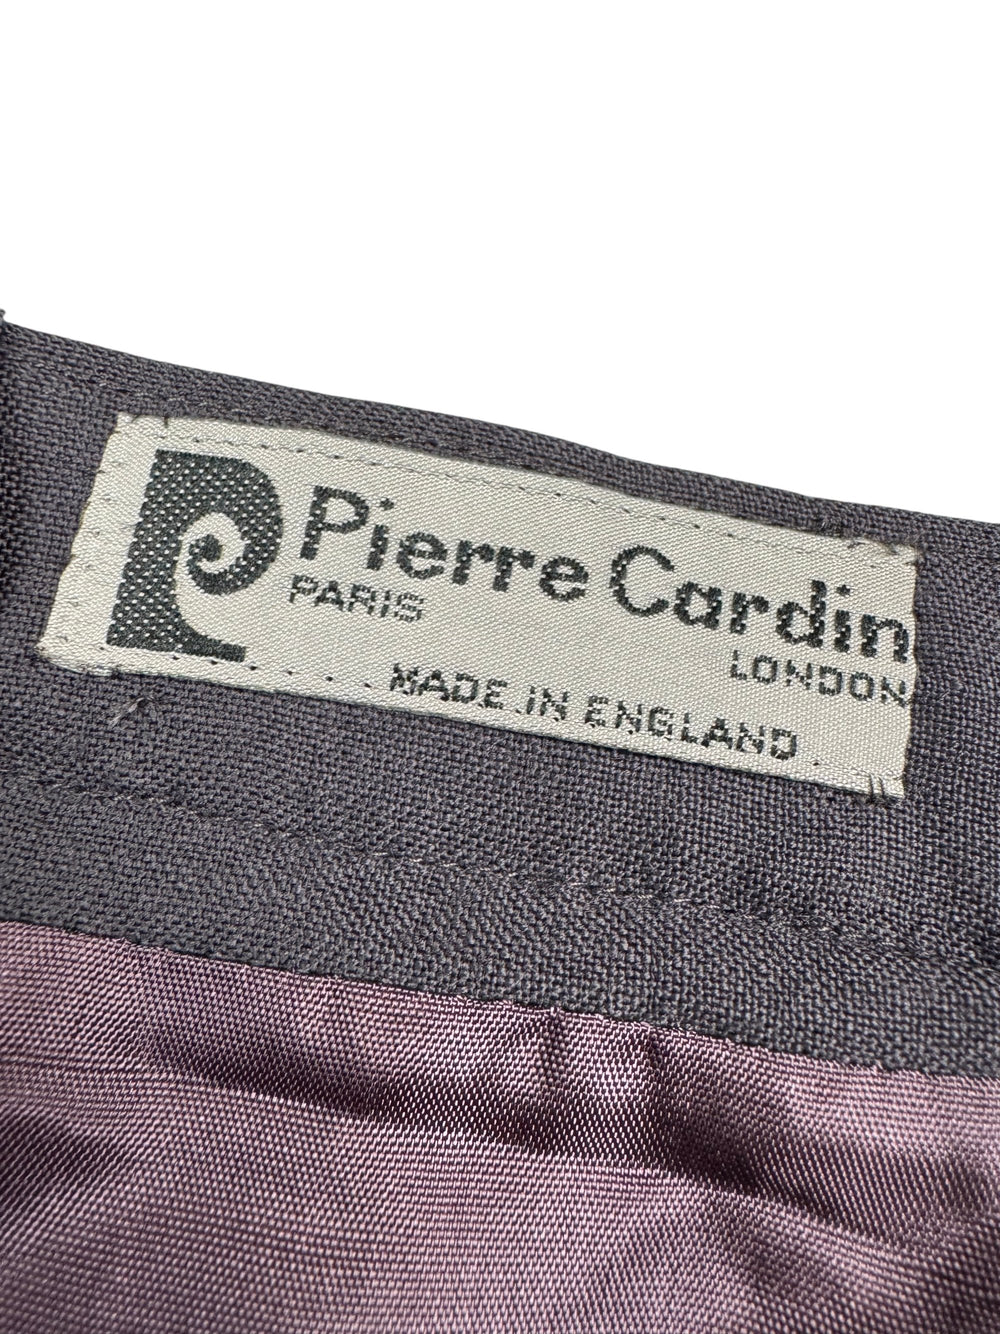 Pierre Cardin
PARIS
LONDON
MADE IN ENGLAND